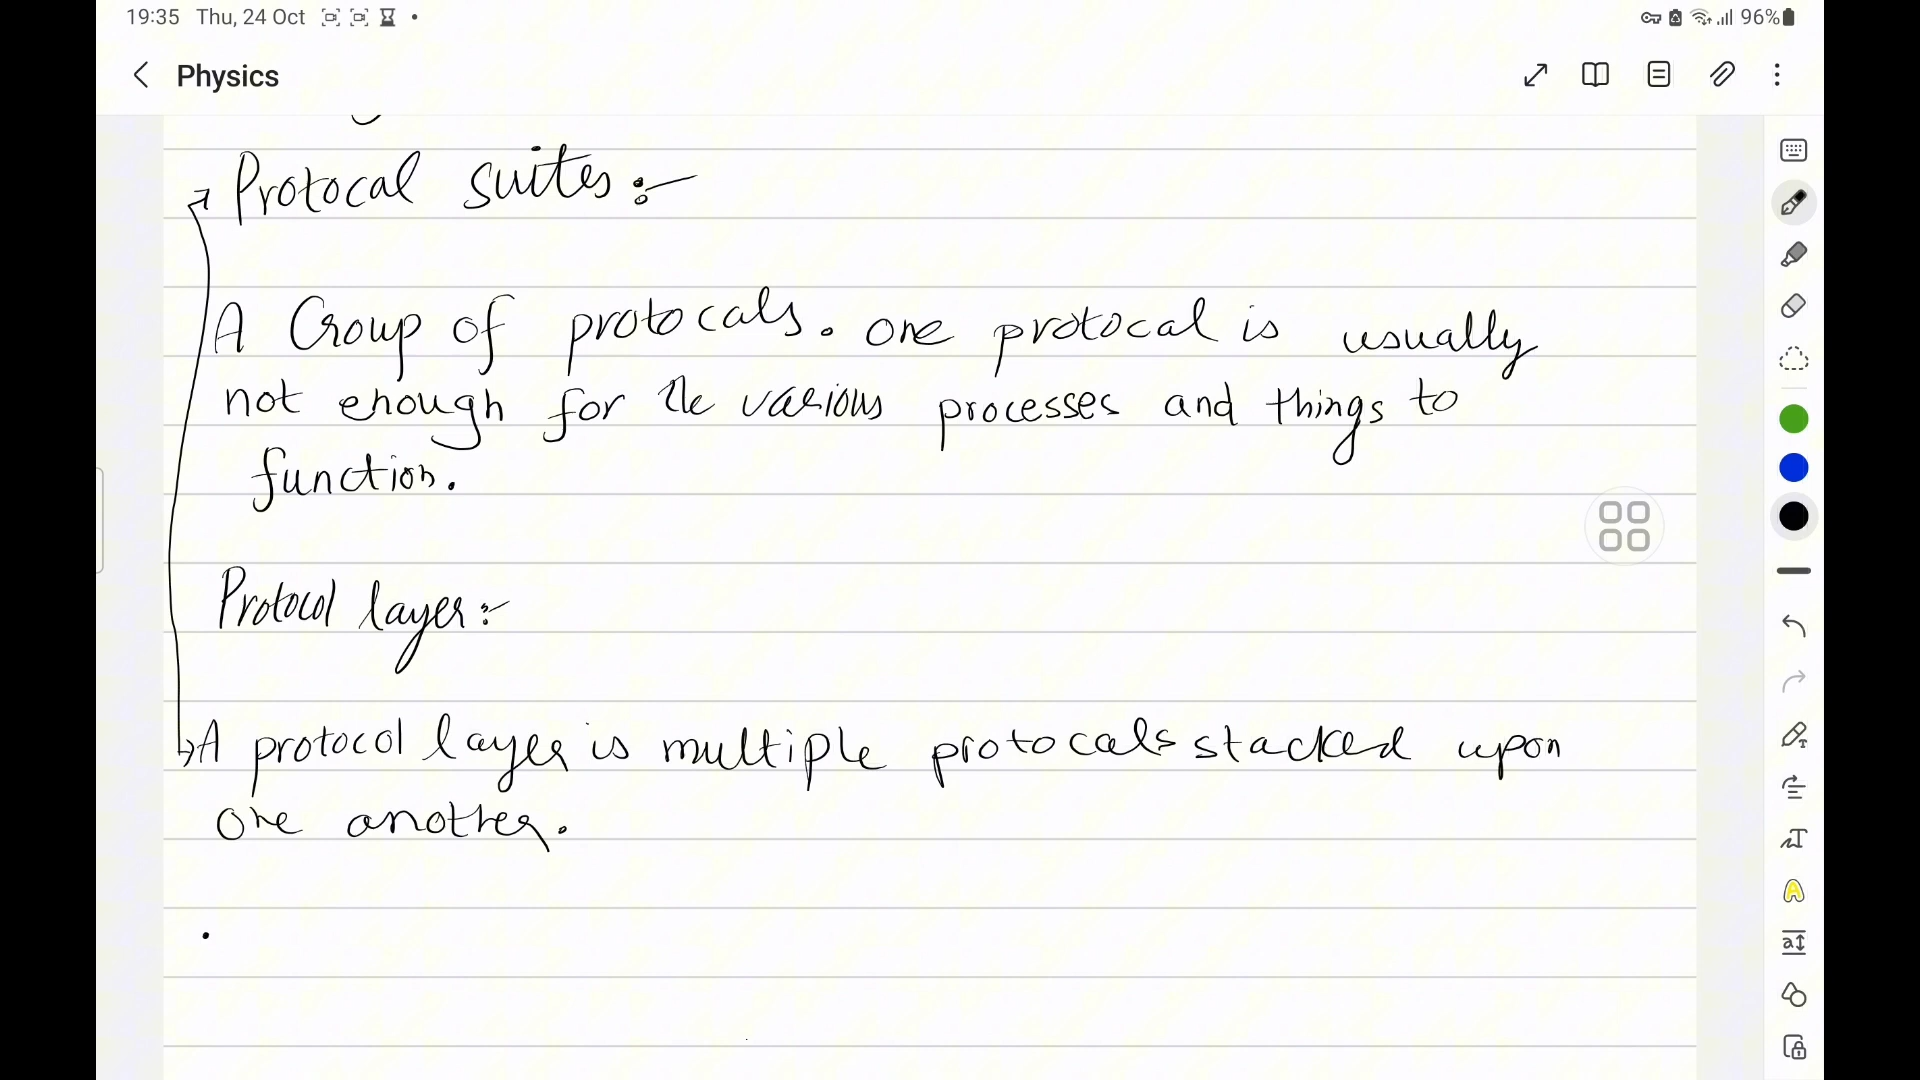 19:35 Thu, 24 Oct
96%
Physics
Protocal suites:-
A Group of protocals. one protocal is usually
not enough for the various processes and things to
function.
Protocol layer:-
A protocol layer is multiple protocals stacked upon
one another.